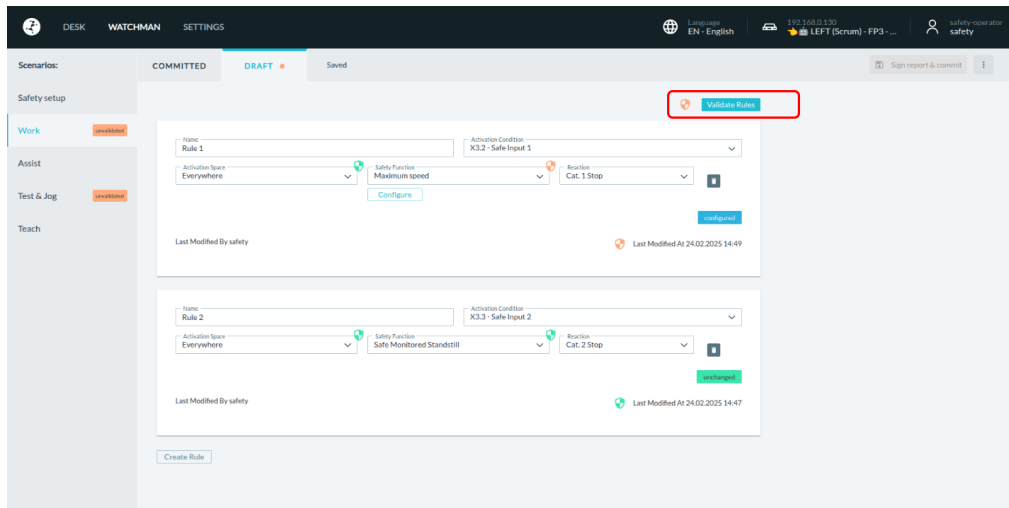 DESK WATCHMAN SETTINGS Language EN - English 192.168.0.130 👈🤖 LEFT (Scrum) - FP3 - ... safety-operator safety
Scenarios:
COMMITTED DRAFT Saved Sign report & commit
Safety setup
Validate Rules
Work unvalidated
Assist
Test & Jog unvalidated
Teach
Name
Rule 1
Activation Condition
X3.2 - Safe Input 1
Activation Space
Everywhere
Safety Function
Maximum speed
Reaction
Cat. 1 Stop
Configure
configured
Last Modified By safety Last Modified At 24.02.2025 14:49
Name
Rule 2
Activation Condition
X3.3 - Safe Input 2
Activation Space
Everywhere
Safety Function
Safe Monitored Standstill
Reaction
Cat. 2 Stop
unchanged
Last Modified By safety Last Modified At 24.02.2025 14:47
Create Rule